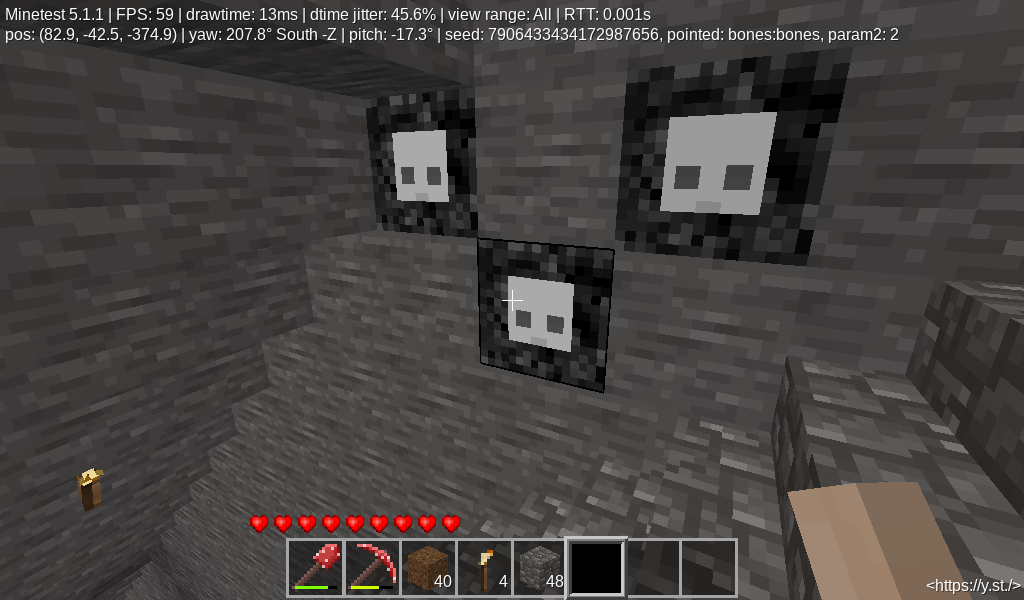 Minetest 5.1.1 | FPS: 59 | drawtime: 13ms | dtime jitter: 45.6% | view range: All | RTT: 0.001s
pos: (82.9, -42.5, -374.9) | yaw: 207.8° South -Z | pitch: -17.3° | seed: 7906433434172987656, pointed: bones:bones, param2: 2
40 4 48
<https://y.st./>